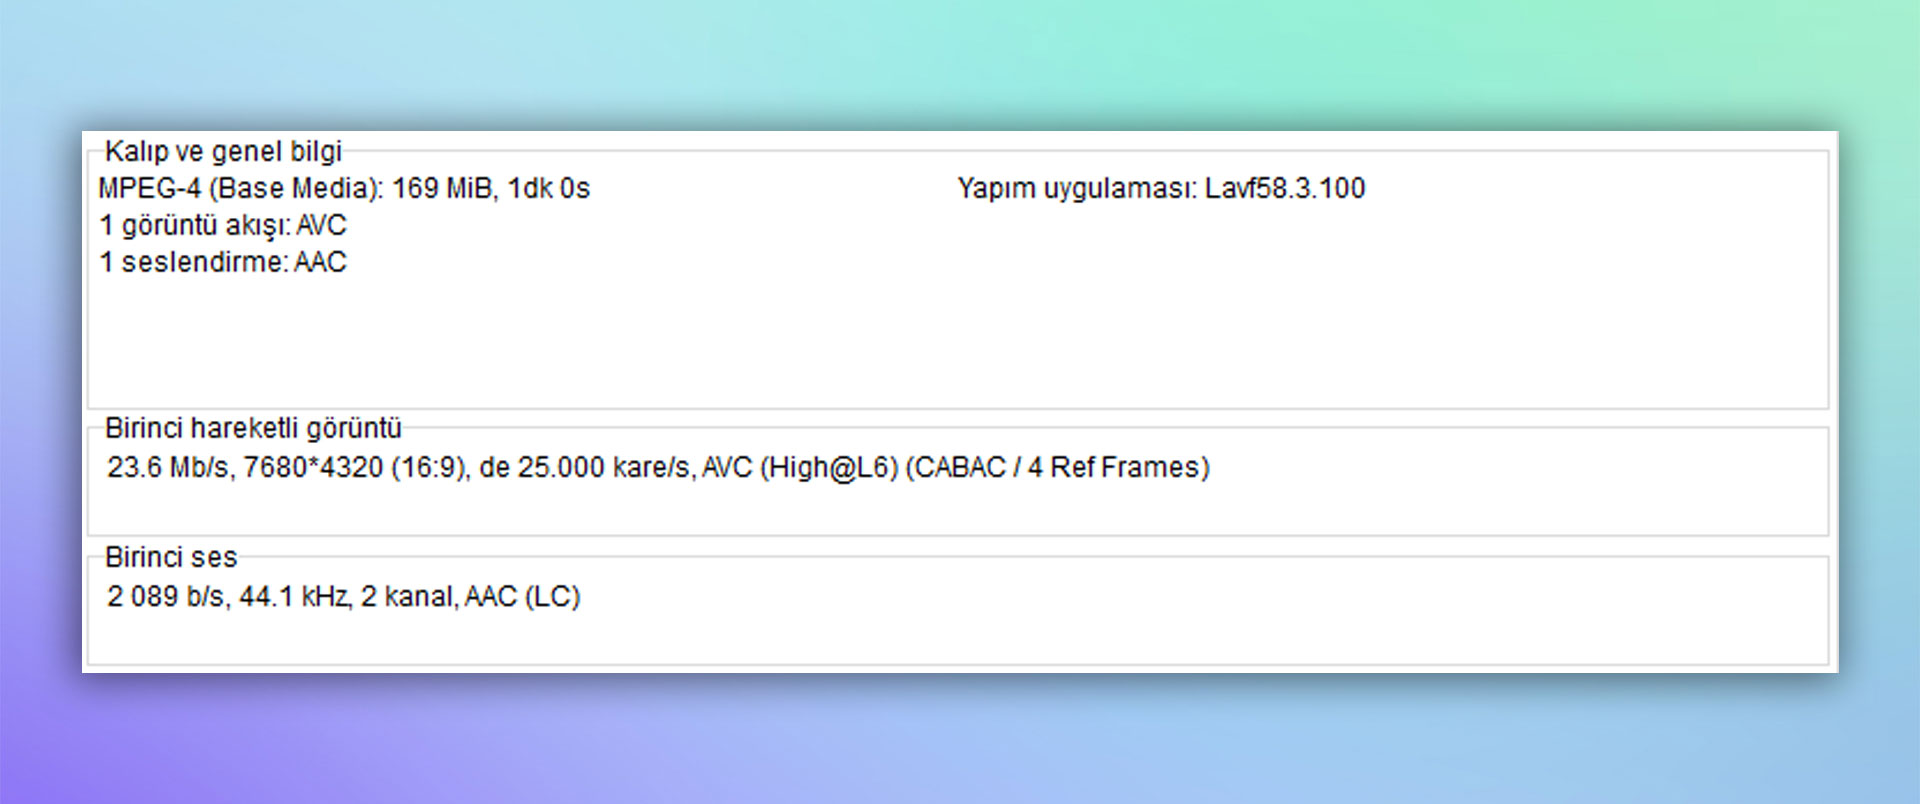 Kalıp ve genel bilgi
MPEG-4 (Base Media): 169 MiB, 1dk 0s
Yapım uygulaması: Lavf58.3.100
1 görüntü akışı: AVC
1 seslendirme: AAC
Birinci hareketli görüntü
23.6 Mb/s, 7680*4320 (16:9), de 25.000 kare/s, AVC (High@L6) (CABAC / 4 Ref Frames)
Birinci ses
2 089 b/s, 44.1 kHz, 2 kanal, AAC (LC)